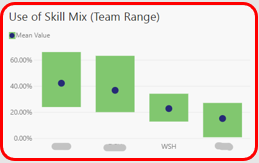 Use of Skill Mix (Team Range)
Mean Value
60.00%
40.00%
20.00%
0.00%
WSH